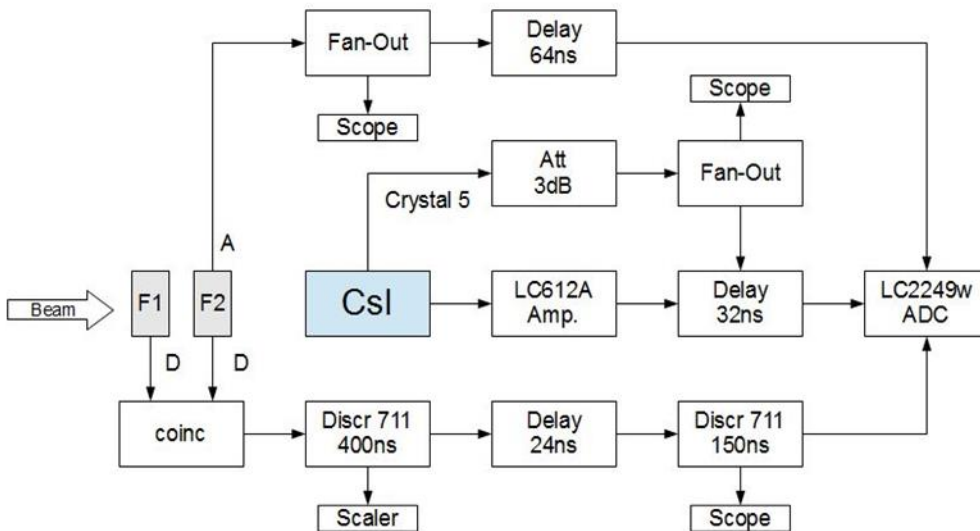 Fan-Out
Delay
64ns
Scope
Scope
Att
3dB
Fan-Out
Crystal 5
A
Beam
F1
F2
CsI
LC612A
Amp.
Delay
32ns
LC2249w
ADC
D
D
coinc
Discr 711
400ns
Delay
24ns
Discr 711
150ns
Scaler
Scope